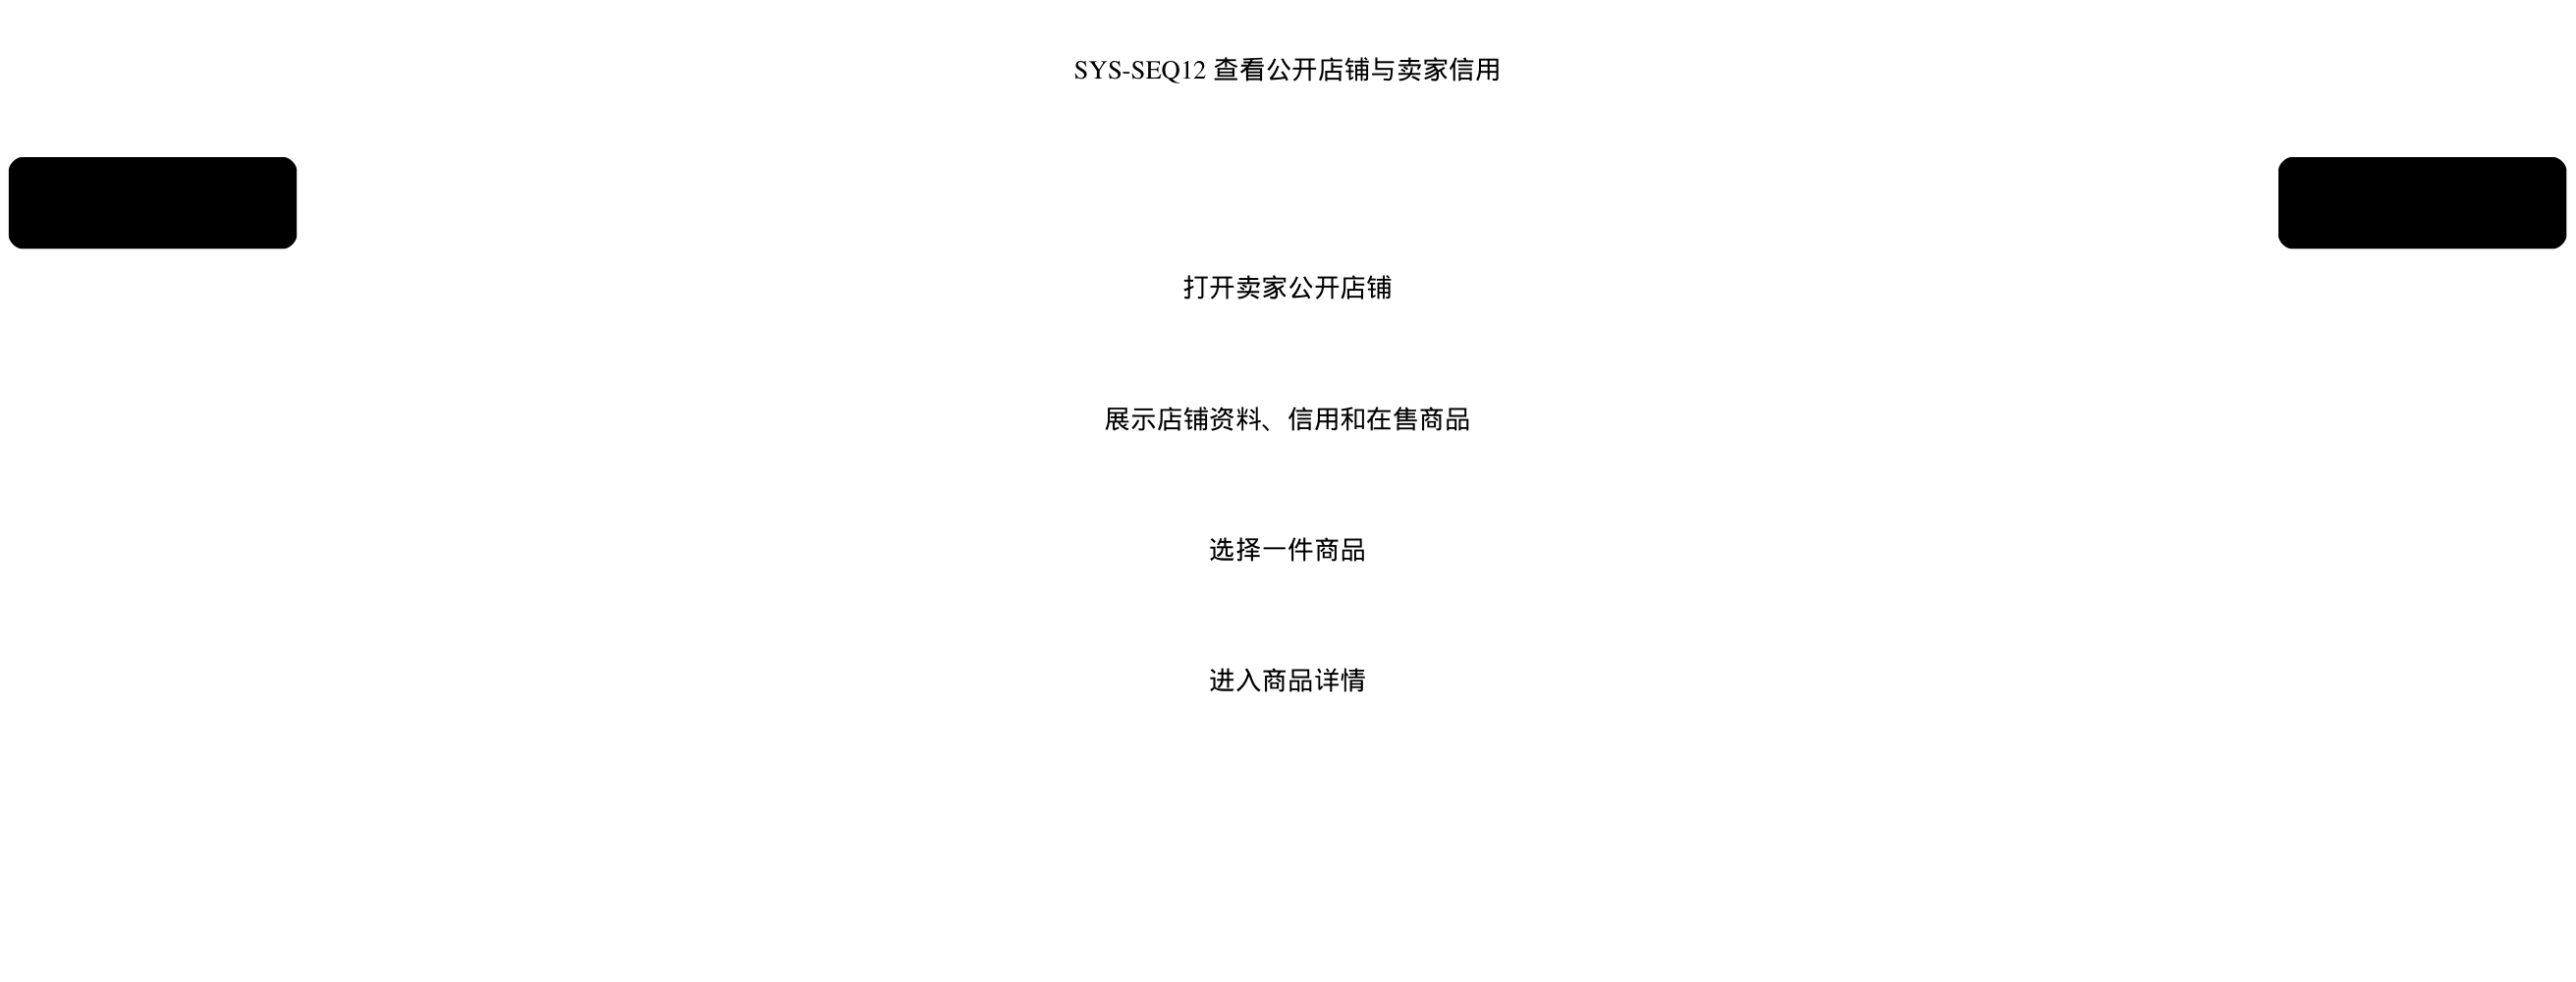 SYS-SEQ12 查看公开店铺与卖家信用
打开卖家公开店铺
展示店铺资料、信用和在售商品
选择一件商品
进入商品详情